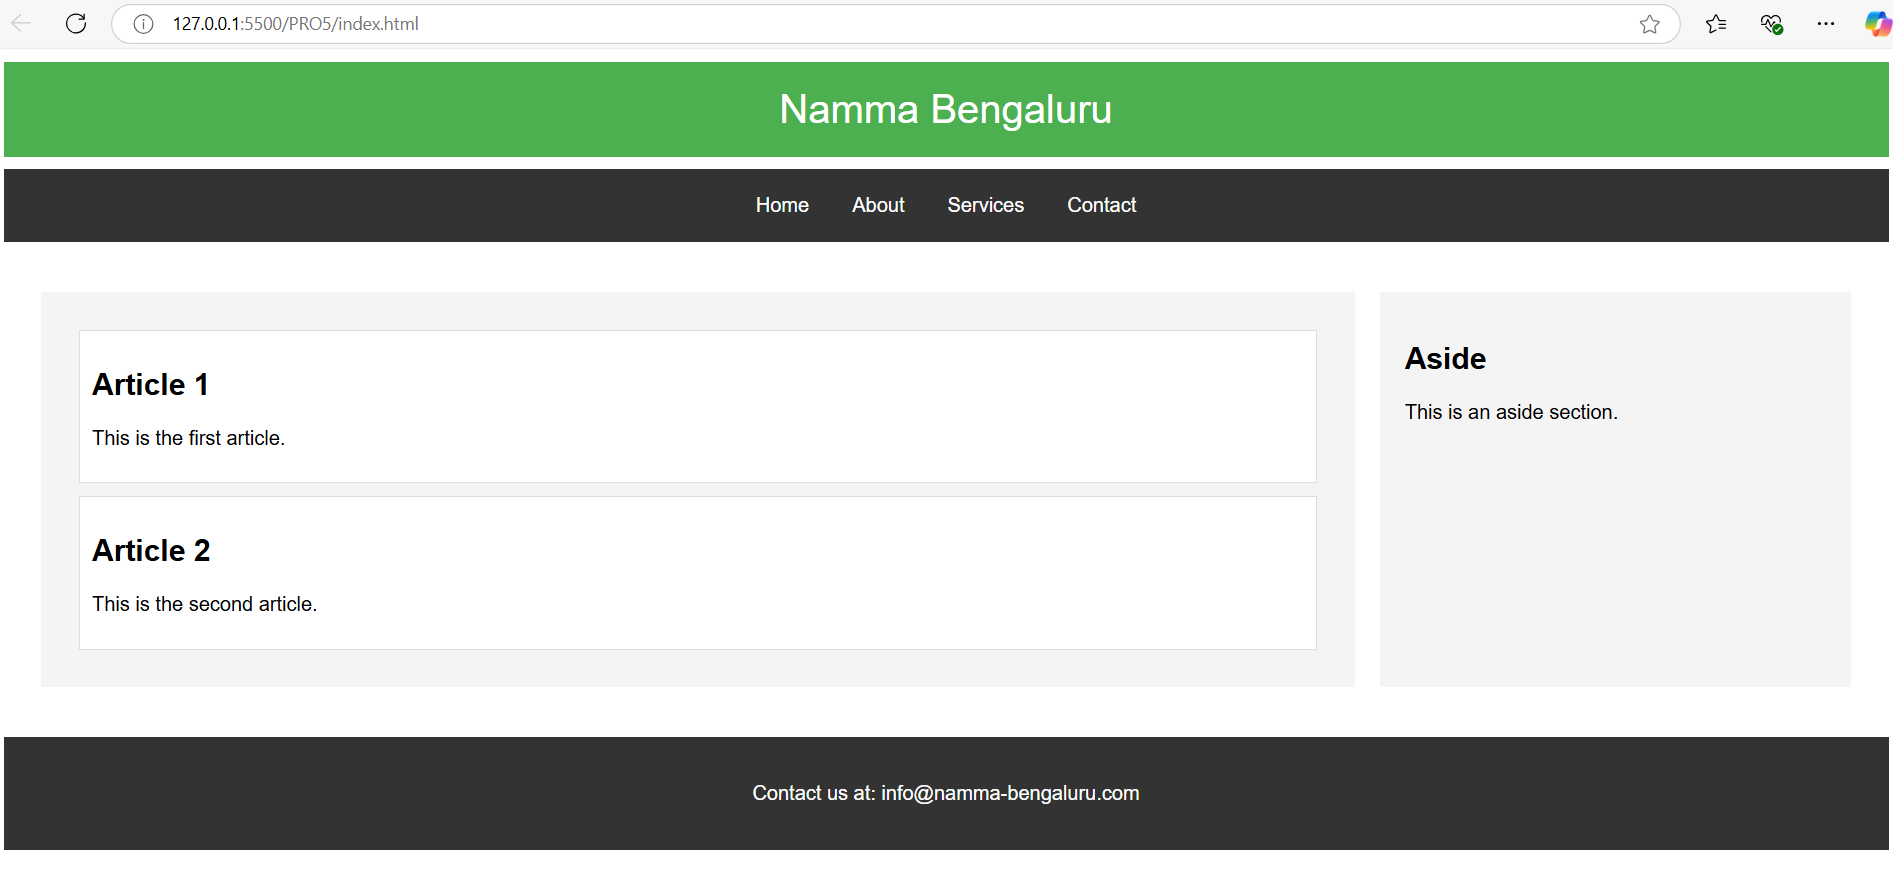 127.0.0.1:5500/PRO5/index.html
Namma Bengaluru
Home About Services Contact
Article 1
This is the first article.
Article 2
This is the second article.
Aside
This is an aside section.
Contact us at: info@namma-bengaluru.com